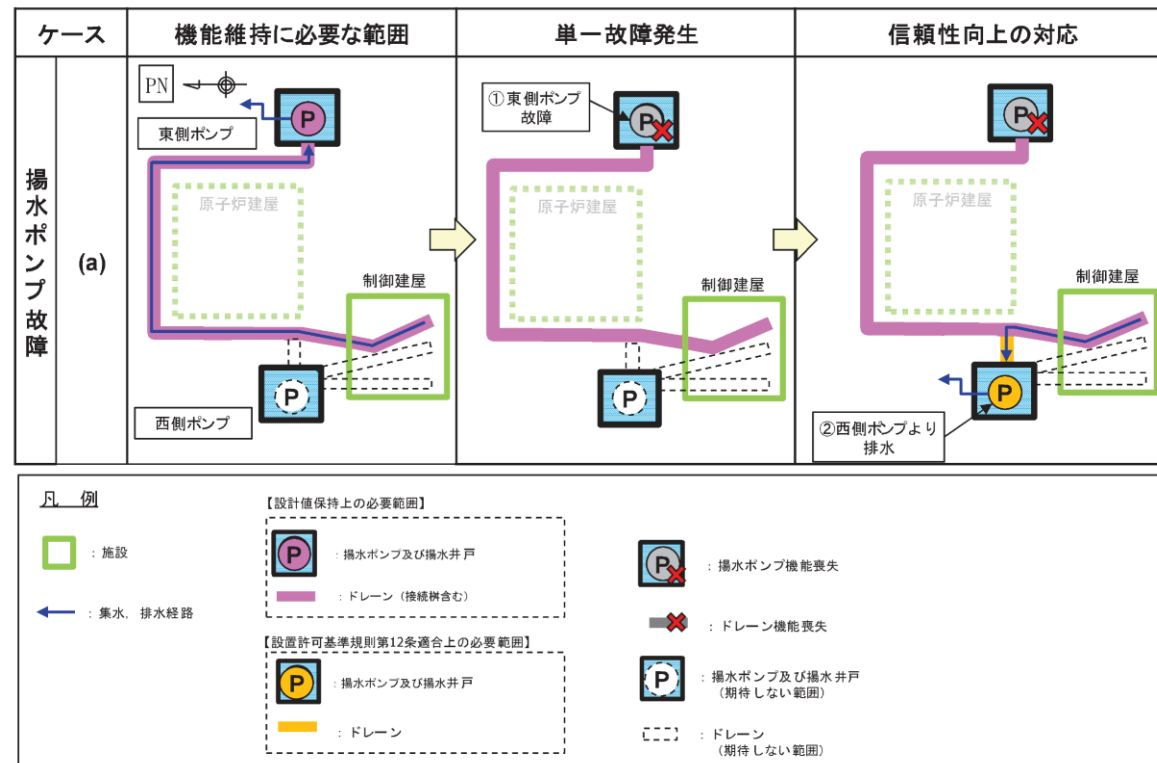 ケース
機能維持に必要な範囲
単一故障発生
信頼性向上の対応
揚水ポンプ故障
(a)
PN
P
東側ポンプ
原子炉建屋
制御建屋
P
西側ポンプ
①東側ポンプ
故障
P
原子炉建屋
制御建屋
P
P
原子炉建屋
制御建屋
P
②西側ポンプより
排水
凡 例
：施設
：集水，排水経路
【設計値保持上の必要範囲】
P
：揚水ポンプ及び揚水井戸
：ドレーン（接続桝含む）
【設置許可基準規則第12条適合上の必要範囲】
P
：揚水ポンプ及び揚水井戸
：ドレーン
P
：揚水ポンプ機能喪失
：ドレーン機能喪失
P
：揚水ポンプ及び揚水井戸
（期待しない範囲）
：ドレーン
（期待しない範囲）